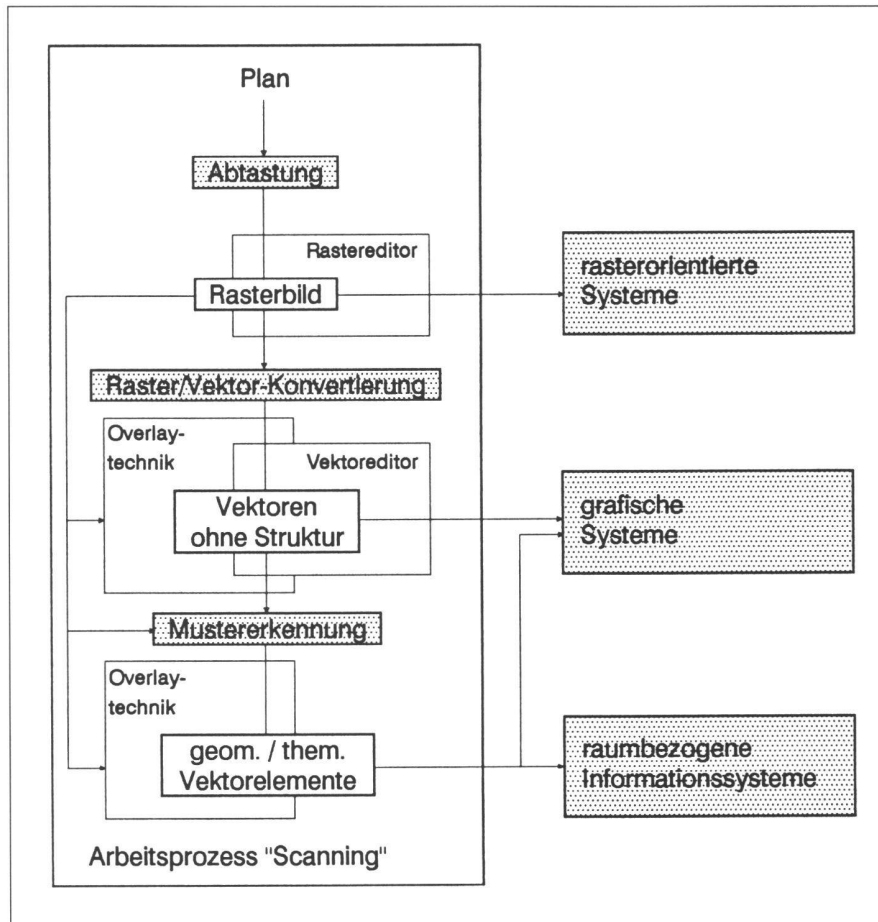 Plan
Abtastung
Rastereditor
Rasterbild
rasterorientierte
Systeme
Raster/Vektor-Konvertierung
Overlay-
technik
Vektoreditor
Vektoren
ohne Struktur
grafische
Systeme
Mustererkennung
Overlay-
technik
geom. / them.
Vektorelemente
raumbezogene
Informationssysteme
Arbeitsprozess "Scanning"